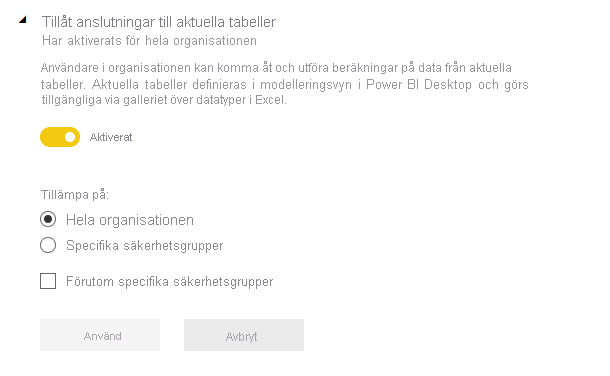 Tillåt anslutningar till aktuella tabeller
Har aktiverats för hela organisationen
Användare i organisationen kan komma åt och utföra beräkningar på data från aktuella
tabeller. Aktuella tabeller definieras i modelleringsvyn i Power BI Desktop och görs
tillgängliga via galleriet över datatyper i Excel.
Aktiverat
Tillämpa på:
Hela organisationen
Specifika säkerhetsgrupper
Förutom specifika säkerhetsgrupper
Använd Avbryt